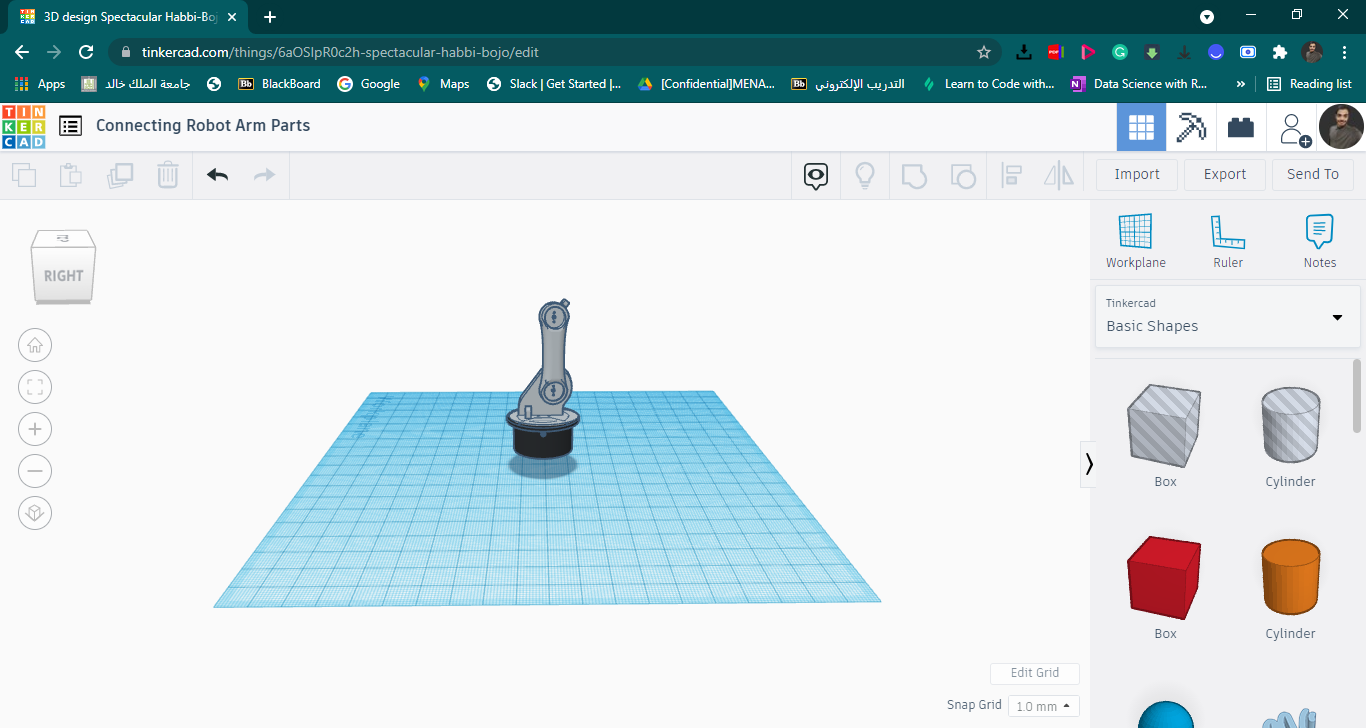 3D design Spectacular Habbi-Boj
tinkercad.com/things/6aOSlpR0c2h-spectacular-habbi-bojo/edit
Apps
جامعة الملك خالد
Bb BlackBoard
Google
Maps
Slack | Get Started |...
[Confidential]MENA...
Bb التدريب الإلكتروني
Learn to Code with...
Data Science with R...
»
Reading list
TIN
KER
CAD
Connecting Robot Arm Parts
Import
Export
Send To
RIGHT
Workplane
Ruler
Notes
Tinkercad
Basic Shapes
Box
Cylinder
Box
Cylinder
Edit Grid
Snap Grid 1.0 mm